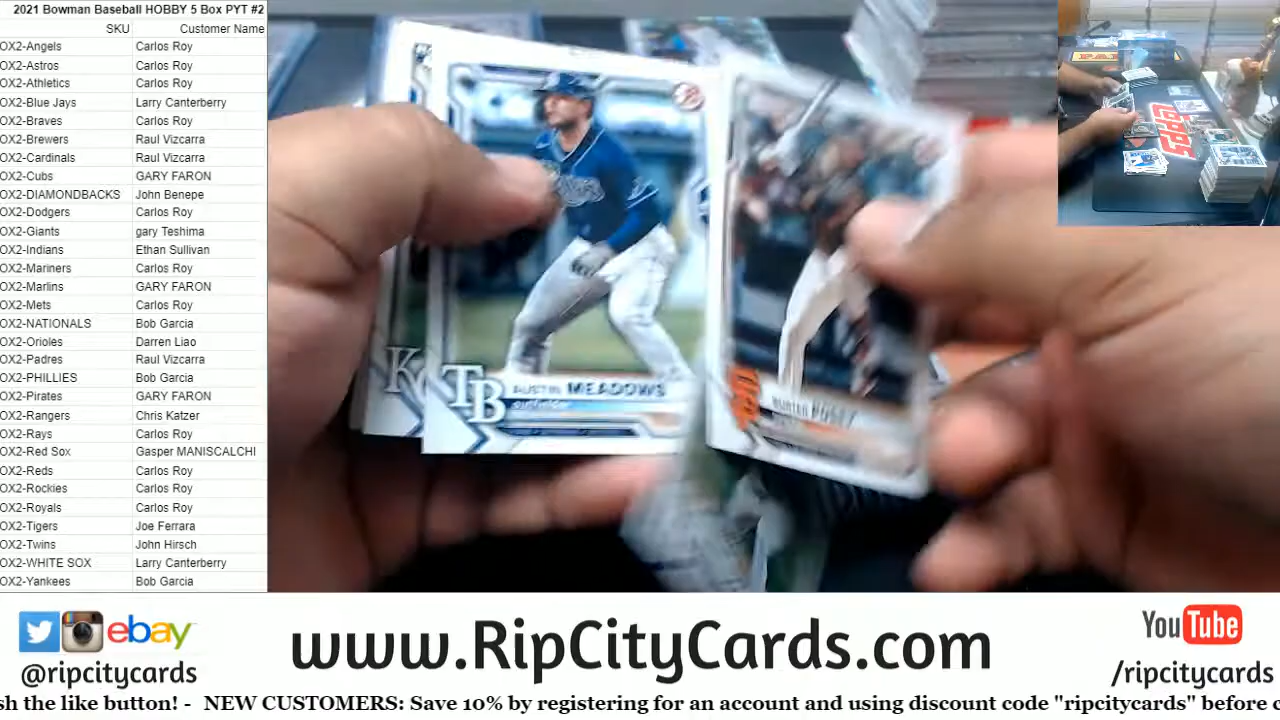 2021 Bowman Baseball HOBBY 5 Box PYT #2
SKU Customer Name
OX2-Angels Carlos Roy
OX2-Astros Carlos Roy
OX2-Athletics Carlos Roy
OX2-Blue Jays Larry Canterberry
OX2-Braves Carlos Roy
OX2-Brewers Raul Vizcarra
OX2-Cardinals Raul Vizcarra
OX2-Cubs GARY FARON
OX2-DIAMONDBACKS John Benepe
OX2-Dodgers Carlos Roy
OX2-Giants gary Teshima
OX2-Indians Ethan Sullivan
OX2-Mariners Carlos Roy
OX2-Marlins GARY FARON
OX2-Mets Carlos Roy
OX2-NATIONALS Bob Garcia
OX2-Orioles Darren Liao
OX2-Padres Raul Vizcarra
OX2-PHILLIES Bob Garcia
OX2-Pirates GARY FARON
OX2-Rangers Chris Katzer
OX2-Rays Carlos Roy
OX2-Red Sox Gasper MANISCALCHI
OX2-Reds Carlos Roy
OX2-Rockies Carlos Roy
OX2-Royals Carlos Roy
OX2-Tigers Joe Ferrara
OX2-Twins John Hirsch
OX2-WHITE SOX Larry Canterberry
OX2-Yankees Bob Garcia
TB
AUSTIN MEADOWS
outfielder
BUSTER POSEY
topps
ebay
@ripcitycards
www.RipCityCards.com
YouTube
/ripcitycards
sh the like button! - NEW CUSTOMERS: Save 10% by registering for an account and using discount code "ripcitycards" before c